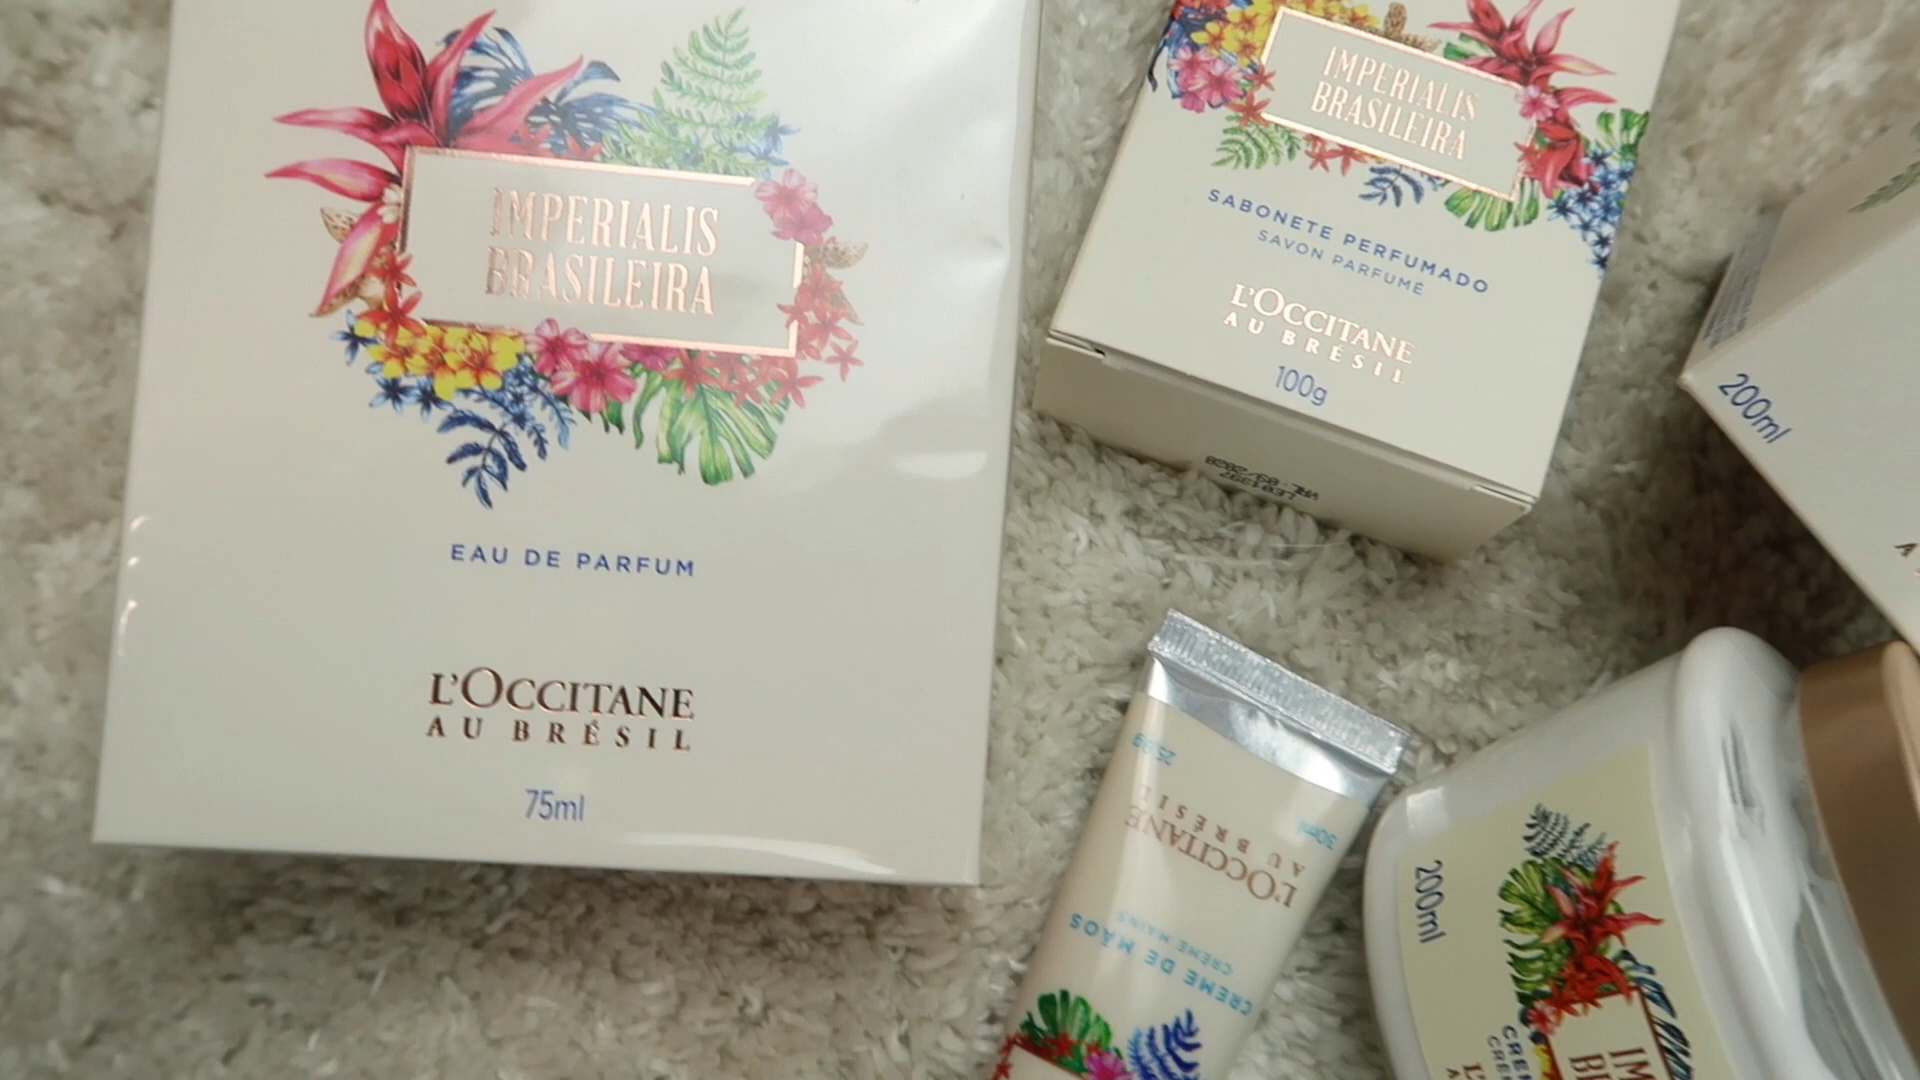 IMPERIALIS
BRASILEIRA
EAU DE PARFUM
L'OCCITANE
AU BRÉSIL
75ml
IMPERIALIS
BRASILEIRA
SABONETE PERFUMADO
SAVON PARFUMÉ
L'OCCITANE
AU BRÉSIL
100g
200ml
30ml
L'OCCITANE
AU BRÉSIL
CREME DE MÃOS
CRÈME MAINS
200ml